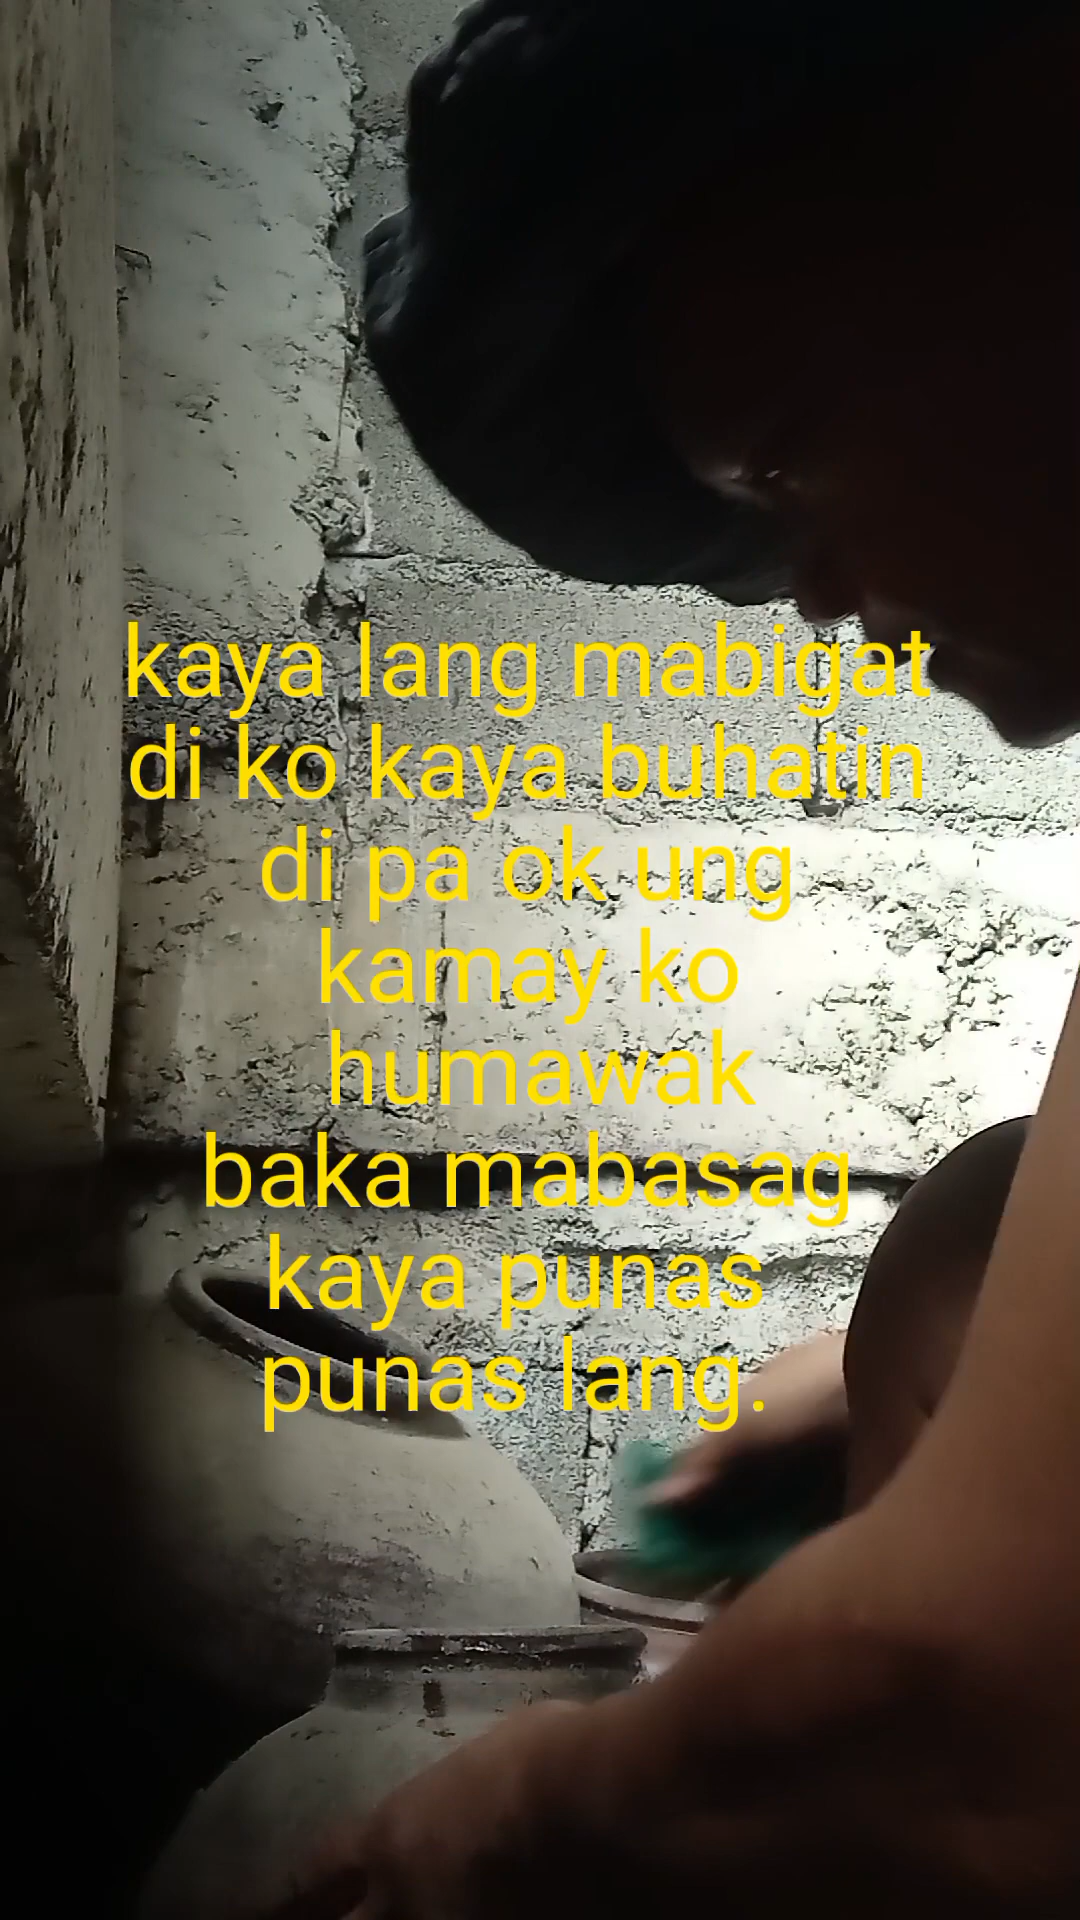 kaya lang mabigat
di ko kaya buhatin
di pa ok ung
kamay ko
humawak
baka mabasag
kaya punas
punas lang.